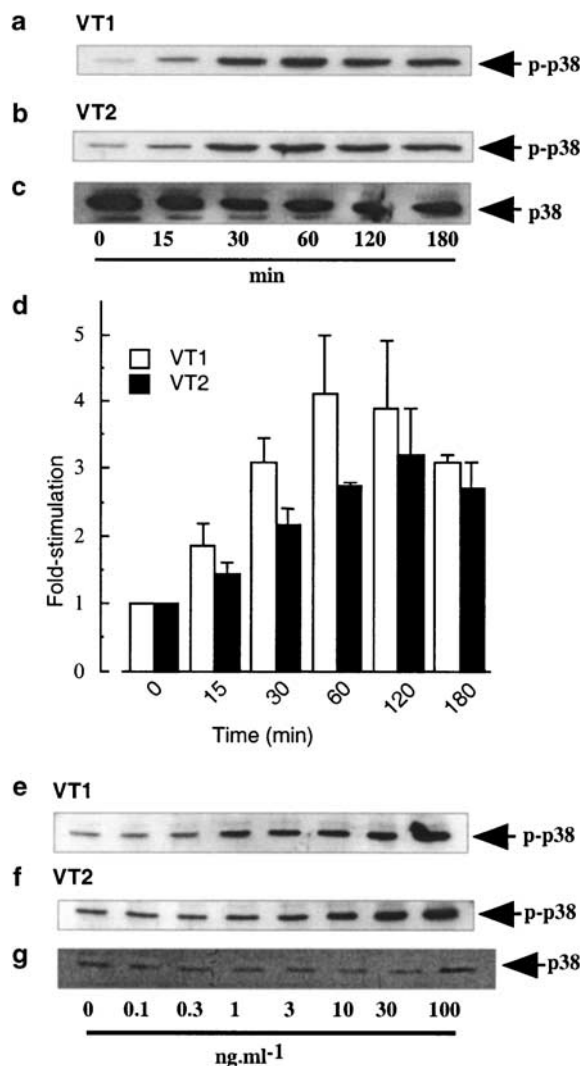 a VT1
p-p38
b VT2
p-p38
c
p38
0 15 30 60 120 180
min
d
5
4
3
2
1
0
Fold-stimulation
VT1
VT2
0 15 30 60 120 180
Time (min)
e VT1
p-p38
f VT2
p-p38
g
p38
0 0.1 0.3 1 3 10 30 100
ng.ml⁻¹